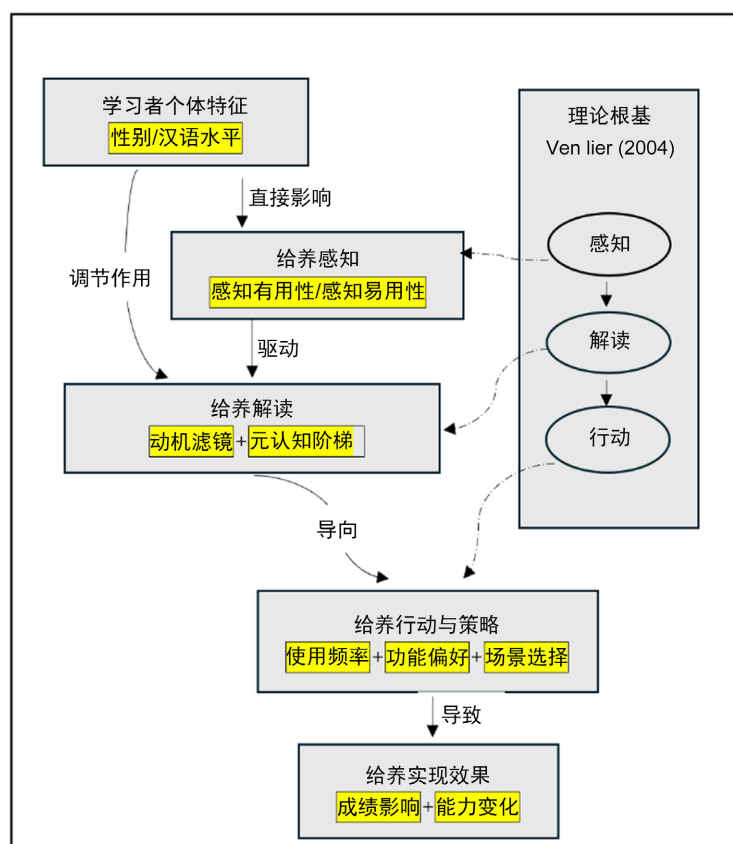 学习者个体特征
性别/汉语水平
直接影响
调节作用
给养感知
感知有用性/感知易用性
驱动
给养解读
动机滤镜+元认知阶梯
导向
给养行动与策略
使用频率+功能偏好+场景选择
导致
给养实现效果
成绩影响+能力变化
理论根基
Ven lier (2004)
感知
解读
行动